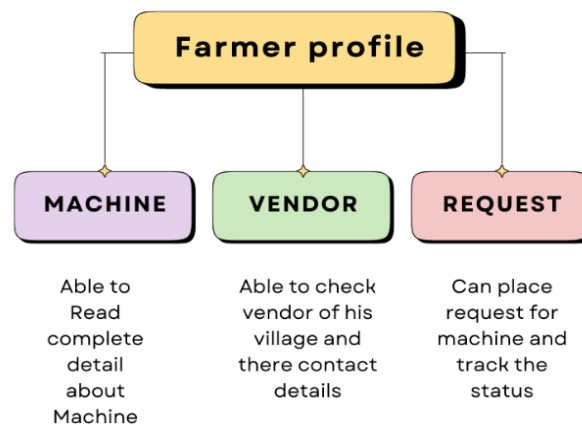 Farmer profile
MACHINE
Able to
Read
complete
detail
about
Machine
VENDOR
Able to check
vendor of his
village and
there contact
details
REQUEST
Can place
request for
machine and
track the
status